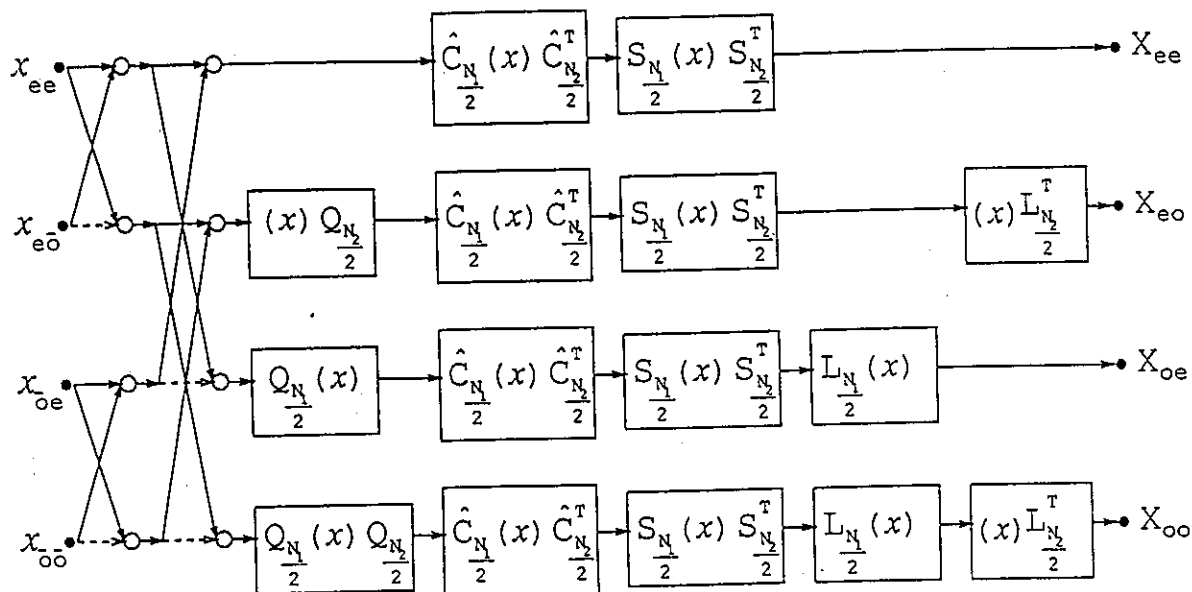 x_ee Ĉ_{N₁/2} (x) Ĉ^T_{N₂/2} S_{N₁/2} (x) S^T_{N₂/2} X_ee
x_eō (x) Q_{N₂/2} Ĉ_{N₁/2} (x) Ĉ^T_{N₂/2} S_{N₁/2} (x) S^T_{N₂/2} (x) L^T_{N₂/2} X_eo
x_ōe Q_{N₁/2} (x) Ĉ_{N₁/2} (x) Ĉ^T_{N₂/2} S_{N₁/2} (x) S^T_{N₂/2} L_{N₁/2} (x) X_oe
x_ōō Q_{N₁/2} (x) Q_{N₂/2} Ĉ_{N₁/2} (x) Ĉ^T_{N₂/2} S_{N₁/2} (x) S^T_{N₂/2} L_{N₁/2} (x) (x) L^T_{N₂/2} X_oo